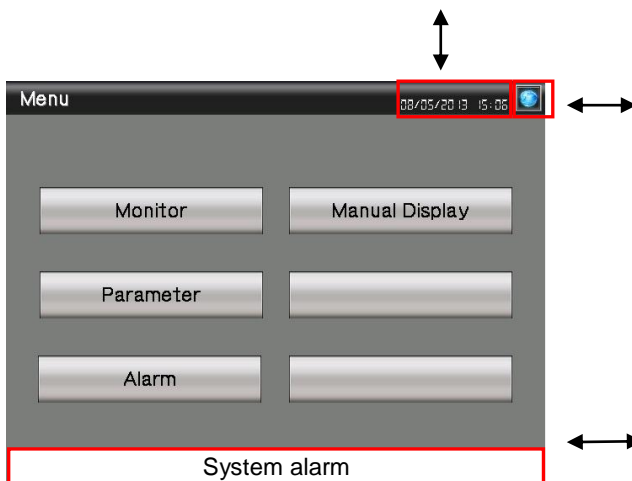 Menu
08/05/2013 15:06
Monitor
Manual Display
Parameter
Alarm
System alarm